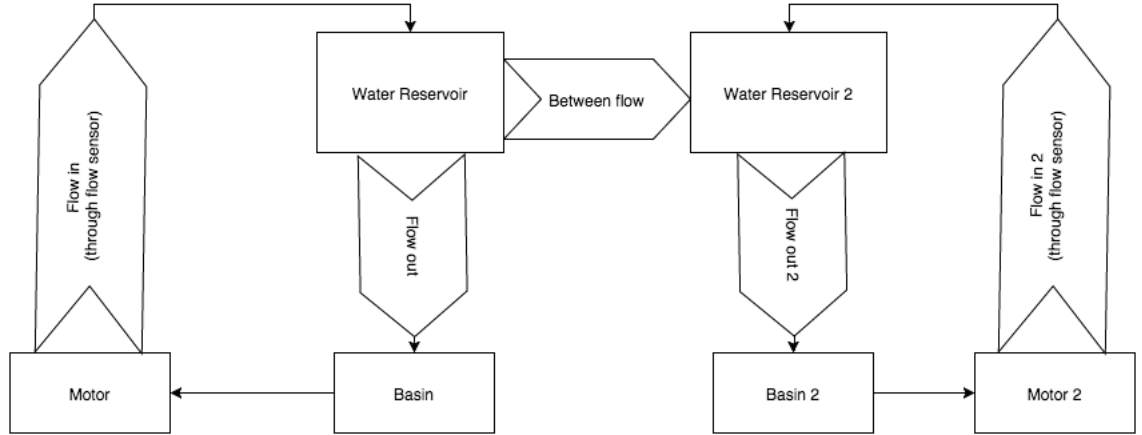 Water Reservoir
Between flow
Water Reservoir 2
Flow in
(through flow sensor)
Flow out
Flow out 2
Flow in 2
(through flow sensor)
Motor
Basin
Basin 2
Motor 2